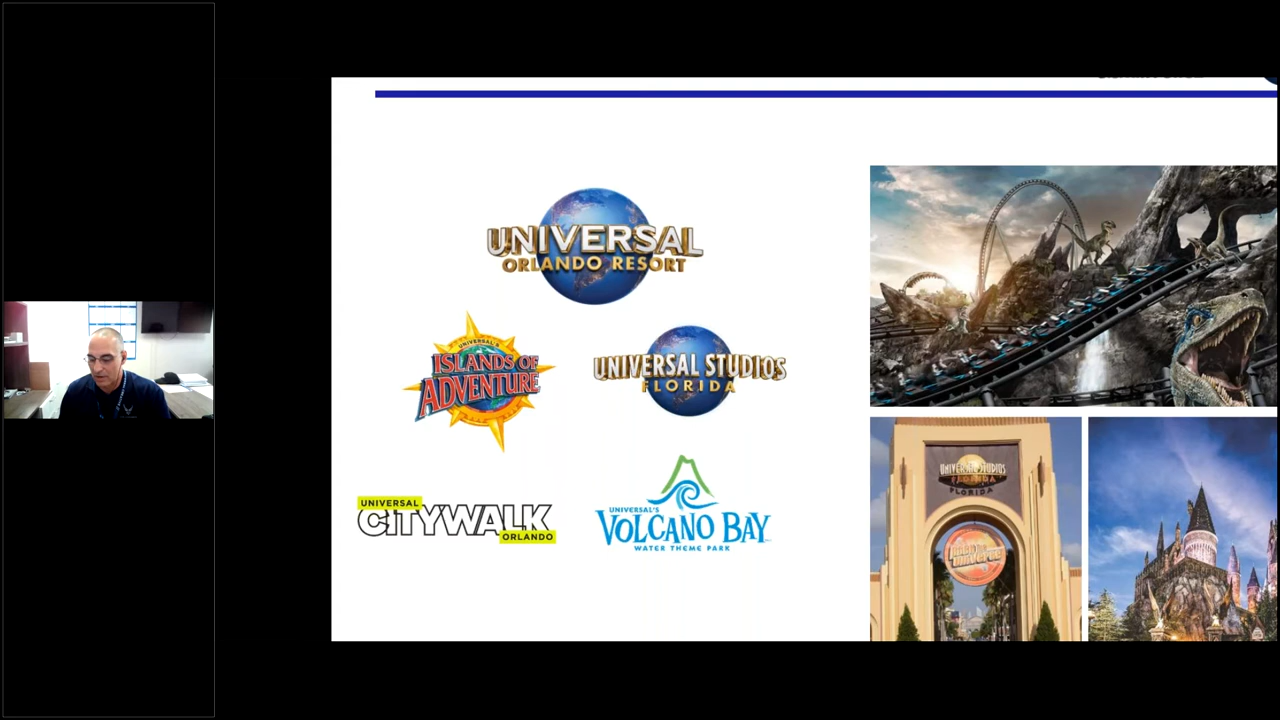 UNIVERSAL
ORLANDO RESORT
UNIVERSAL'S
ISLANDS OF
ADVENTURE
UNIVERSAL STUDIOS
FLORIDA
UNIVERSAL
CITYWALK
ORLANDO
UNIVERSAL'S
VOLCANO BAY
WATER THEME PARK
UNIVERSAL STUDIOS
FLORIDA
FLORIDA